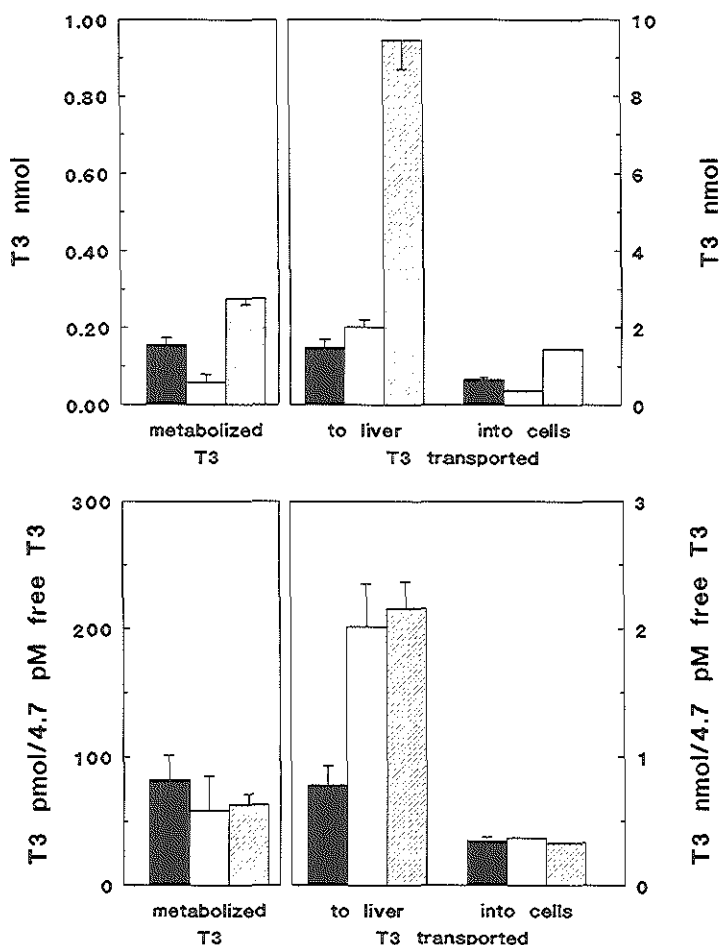 1.00
0.80
0.60
0.40
0.20
0.00
T3 nmol
10
8
6
4
2
0
T3 nmol
metabolized
T3
to liver
into cells
T3 transported
300
200
100
0
T3 pmol/4.7 pM free T3
3
2
1
0
T3 nmol/4.7 pM free T3
metabolized
T3
to liver
into cells
T3 transported